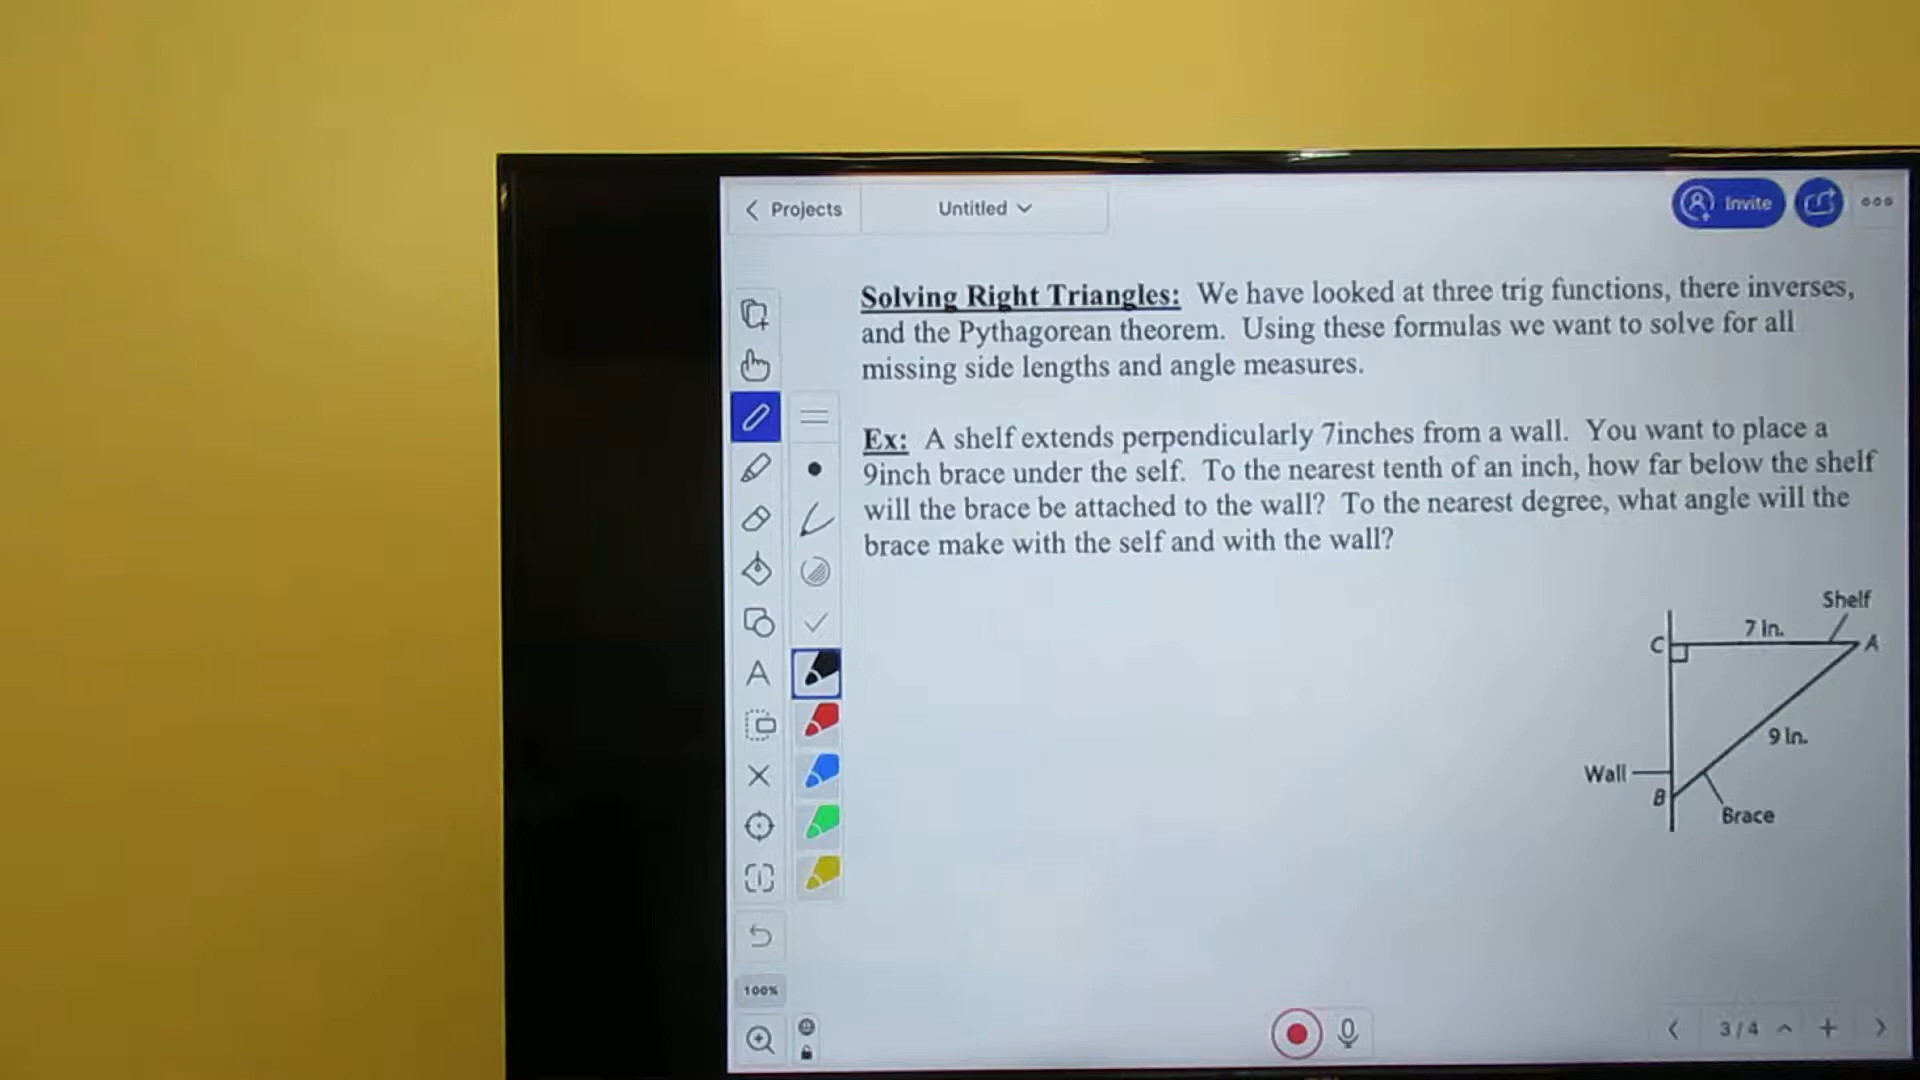 Projects
Untitled
Invite
Solving Right Triangles: We have looked at three trig functions, there inverses,
and the Pythagorean theorem. Using these formulas we want to solve for all
missing side lengths and angle measures.
Ex: A shelf extends perpendicularly 7inches from a wall. You want to place a
9inch brace under the self. To the nearest tenth of an inch, how far below the shelf
will the brace be attached to the wall? To the nearest degree, what angle will the
brace make with the self and with the wall?
Shelf
7 in.
C
A
9 in.
Wall
B
Brace
A
100%
3/4